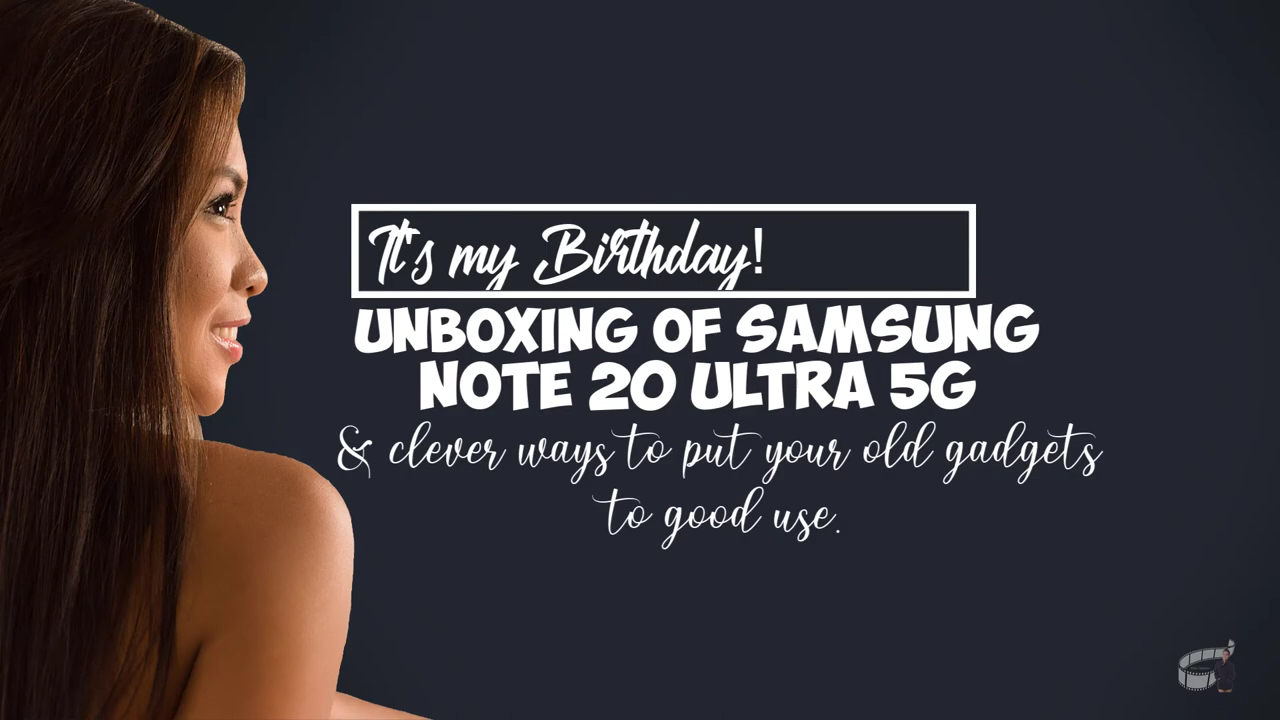 It's my Birthday!
UNBOXING OF SAMSUNG
NOTE 20 ULTRA 5G
& clever ways to put your old gadgets
to good use.